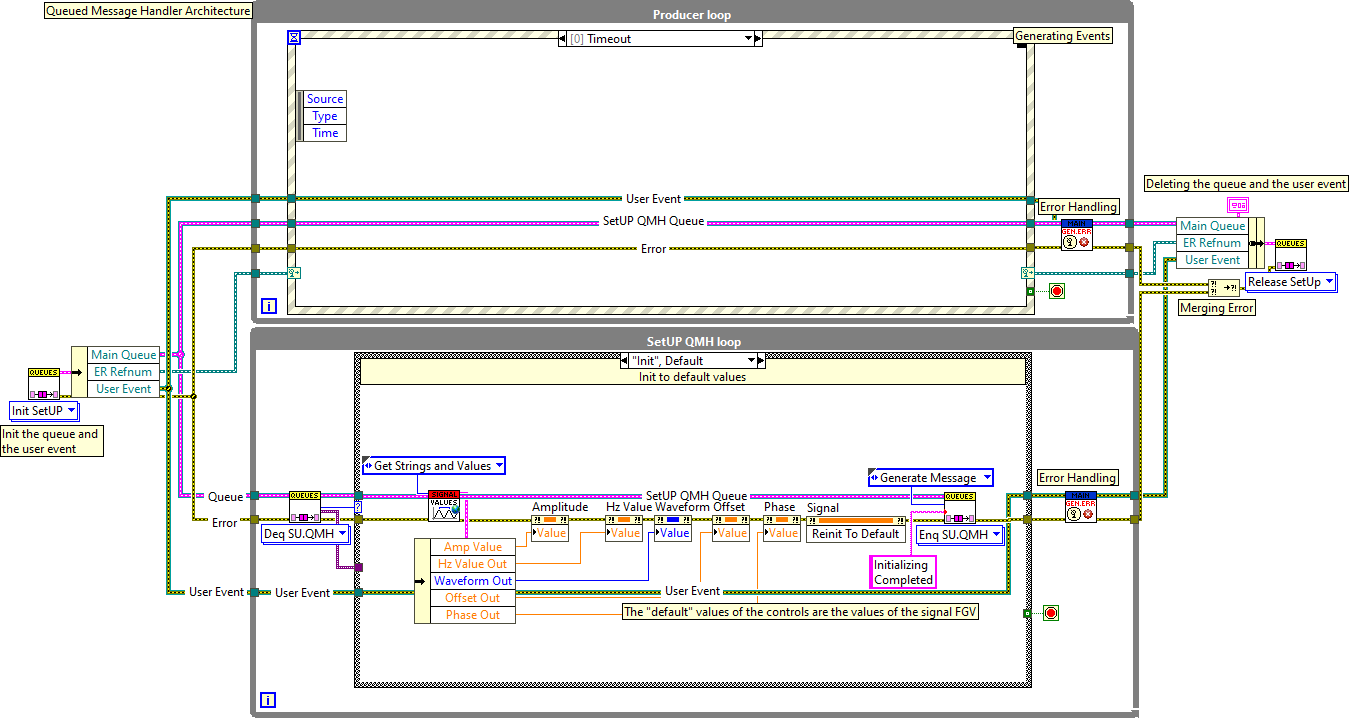 Queued Message Handler Architecture
Producer loop
[0] Timeout
Generating Events
Source
Type
Time
User Event
SetUP QMH Queue
Error
Error Handling
MAIN
GEN.ERR
Deleting the queue and the user event
Main Queue
ER Refnum
User Event
QUEUES
Release SetUp
Merging Error
i
SetUP QMH loop
"Init", Default
Init to default values
QUEUES
Main Queue
ER Refnum
User Event
Init SetUP
Init the queue and
the user event
Get Strings and Values
Generate Message
Queue
QUEUES
SIGNAL
VALUES
SetUP QMH Queue
QUEUES
Error Handling
MAIN
GEN.ERR
Error
Deq SU.QMH
Amplitude
Value
Hz Value
Value
Waveform
Value
Offset
Value
Phase
Value
Signal
Reinit To Default
Enq SU.QMH
Amp Value
Hz Value Out
Waveform Out
Offset Out
Phase Out
Initializing
Completed
User Event
User Event
User Event
The "default" values of the controls are the values of the signal FGV
i